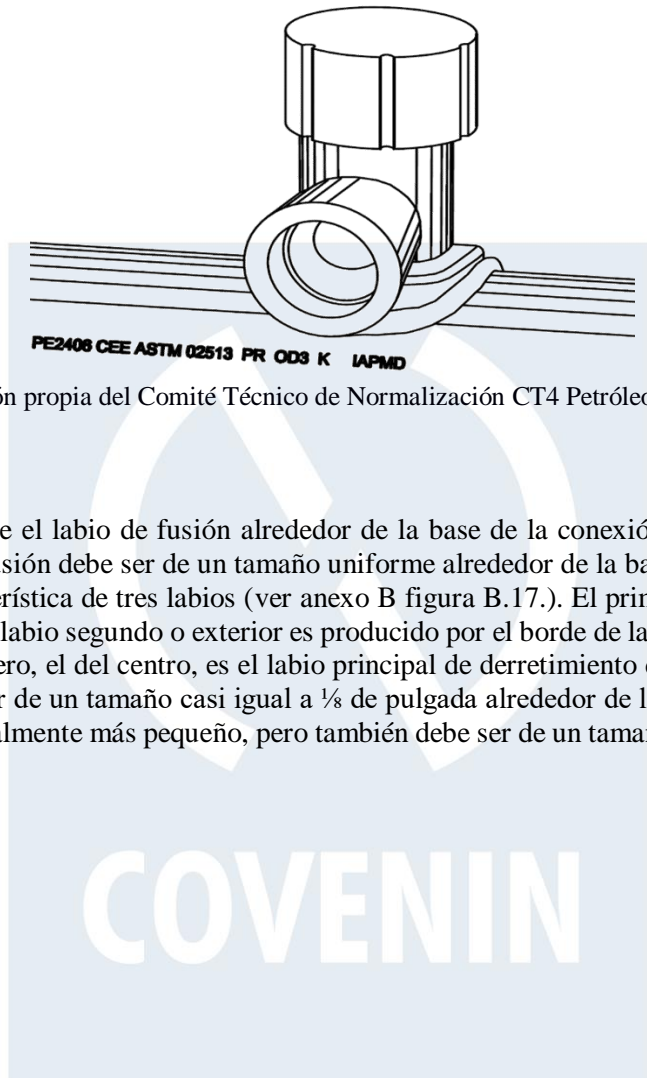 PE2406 CEE ASTM 02513 PR OD3 K IAPMD
ón propia del Comité Técnico de Normalización CT4 Petróleo
e el labio de fusión alrededor de la base de la conexió
usión debe ser de un tamaño uniforme alrededor de la ba
erística de tres labios (ver anexo B figura B.17.). El prin
labio segundo o exterior es producido por el borde de la
ero, el del centro, es el labio principal de derretimiento
r de un tamaño casi igual a ⅛ de pulgada alrededor de l
almente más pequeño, pero también debe ser de un tamañ
COVENIN